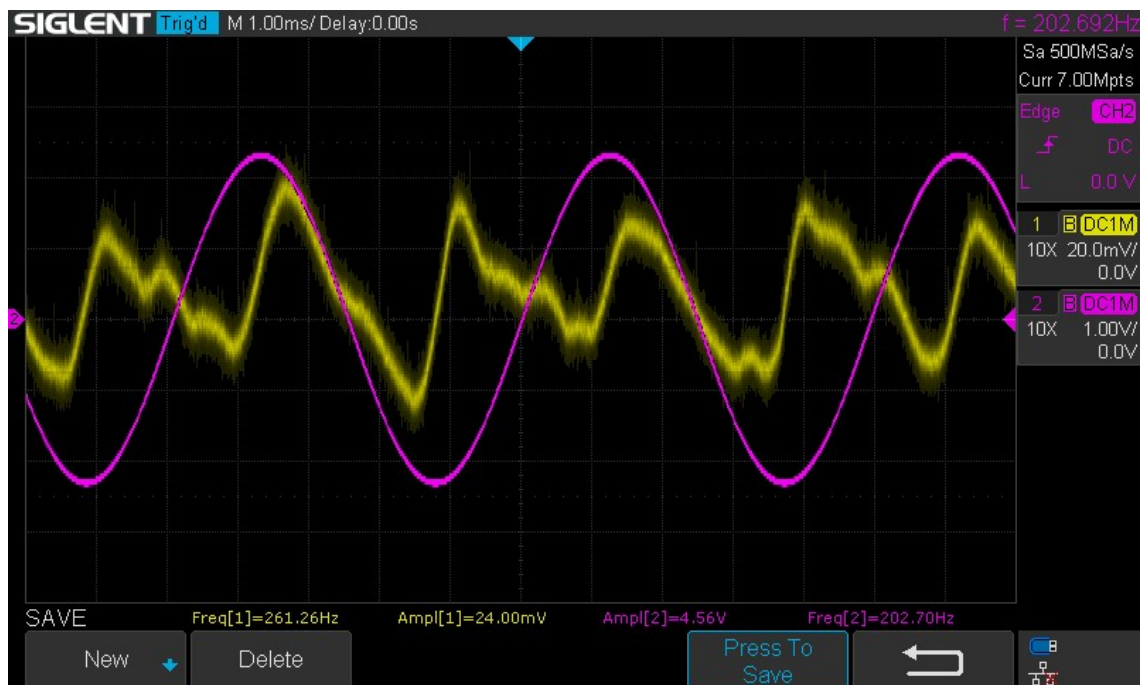 SIGLENT Trig'd M 1.00ms/ Delay:0.00s f = 202.692Hz
Sa 500MSa/s
Curr 7.00Mpts
Edge CH2
DC
L 0.0 V
1 B DC1M
10X 20.0mV/
0.0V
2 B DC1M
10X 1.00V/
0.0V
2
SAVE Freq[1]=261.26Hz Ampl[1]=24.00mV Ampl[2]=4.56V Freq[2]=202.70Hz
New Delete Press To
Save